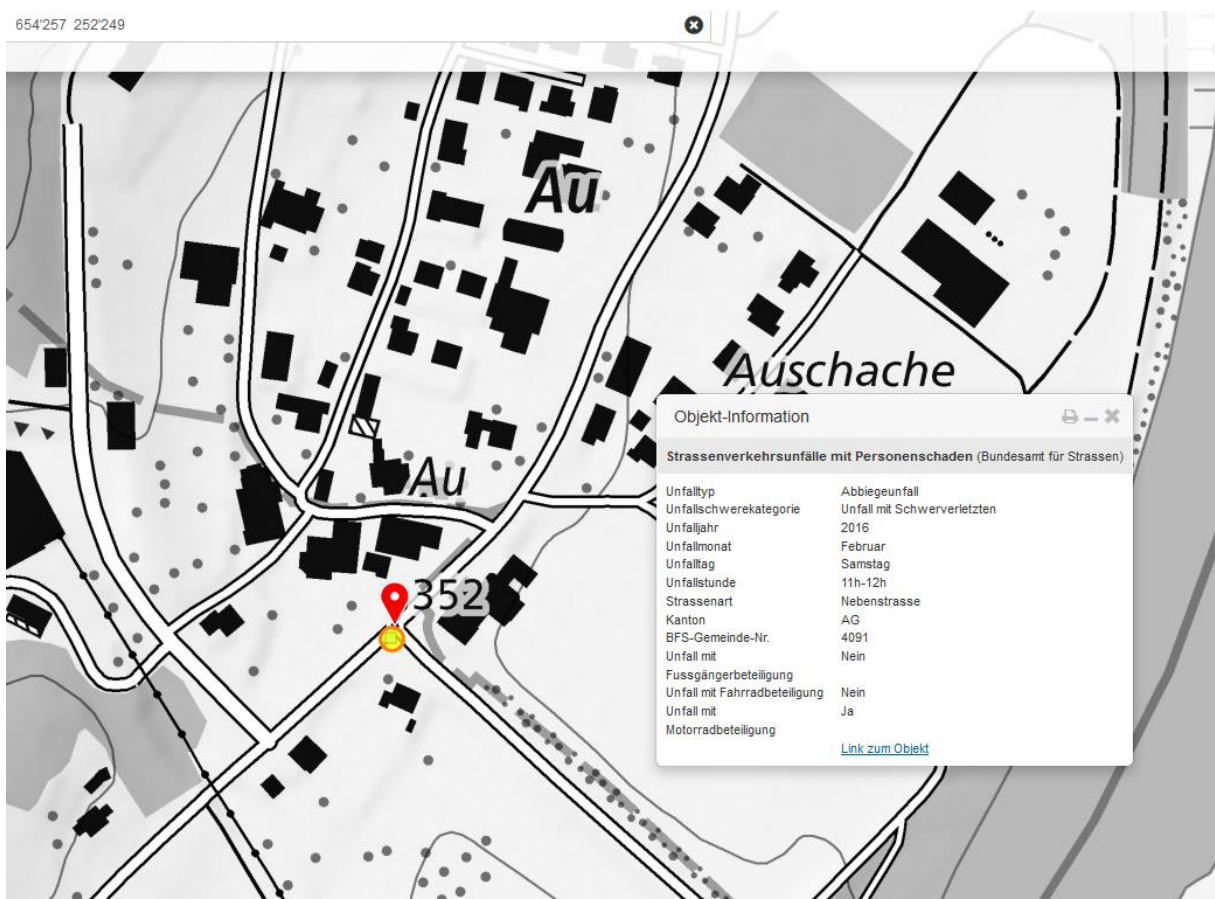 654'257 252'249
Au
Auschache
Au
352
Objekt-Information
Strassenverkehrsunfälle mit Personenschaden (Bundesamt für Strassen)
Unfalltyp Abbiegeunfall
Unfallschwerekategorie Unfall mit Schwerverletzten
Unfalljahr 2016
Unfallmonat Februar
Unfalltag Samstag
Unfallstunde 11h-12h
Strassenart Nebenstrasse
Kanton AG
BFS-Gemeinde-Nr. 4091
Unfall mit Nein
Fussgängerbeteiligung
Unfall mit Fahrradbeteiligung Nein
Unfall mit Ja
Motorradbeteiligung
Link zum Objekt